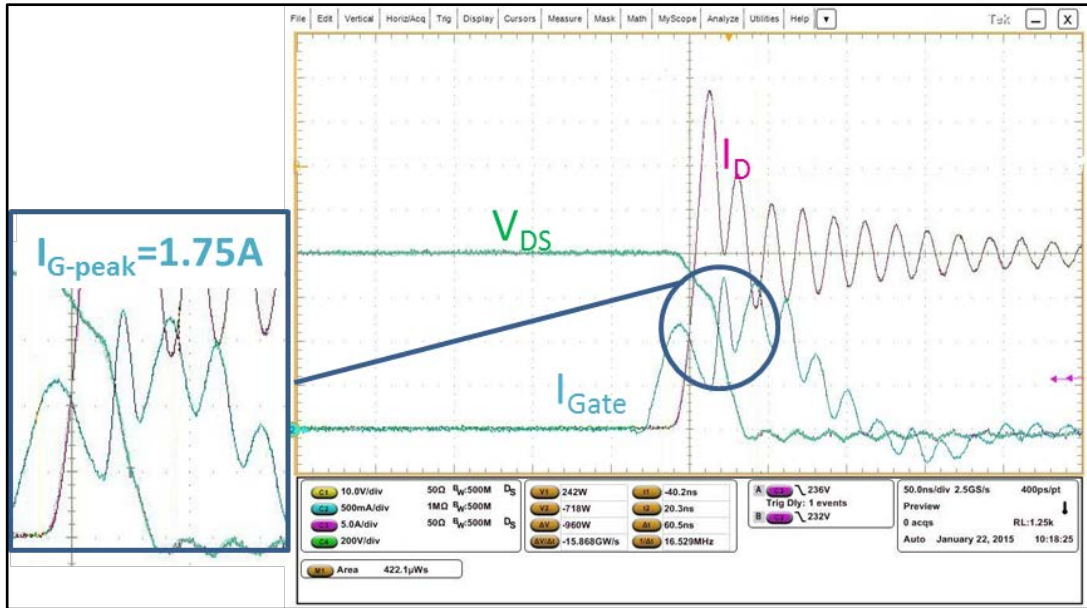 File Edit Vertical Horiz/Acq Trig Display Cursors Measure Mask Math MyScope Analyze Utilities Help Tek X
I_D
V_DS
I_G-peak=1.75A
I_Gate
C1 10.0V/div 50Ω B_W:500M D_S
C2 500mA/div 1MΩ B_W:500M
C3 5.0A/div 50Ω B_W:500M D_S
C4 200V/div
V1 242W t1 -40.2ns
V2 -718W t2 20.3ns
ΔV -960W Δt 60.5ns
ΔV/Δt -15.868GW/s 1/Δt 16.529MHz
A C3 236V
Trig Dly: 1 events
B C3 232V
50.0ns/div 2.5GS/s 400ps/pt
Preview
0 acqs RL:1.25k
Auto January 22, 2015 10:18:25
M1 Area 422.1µWs